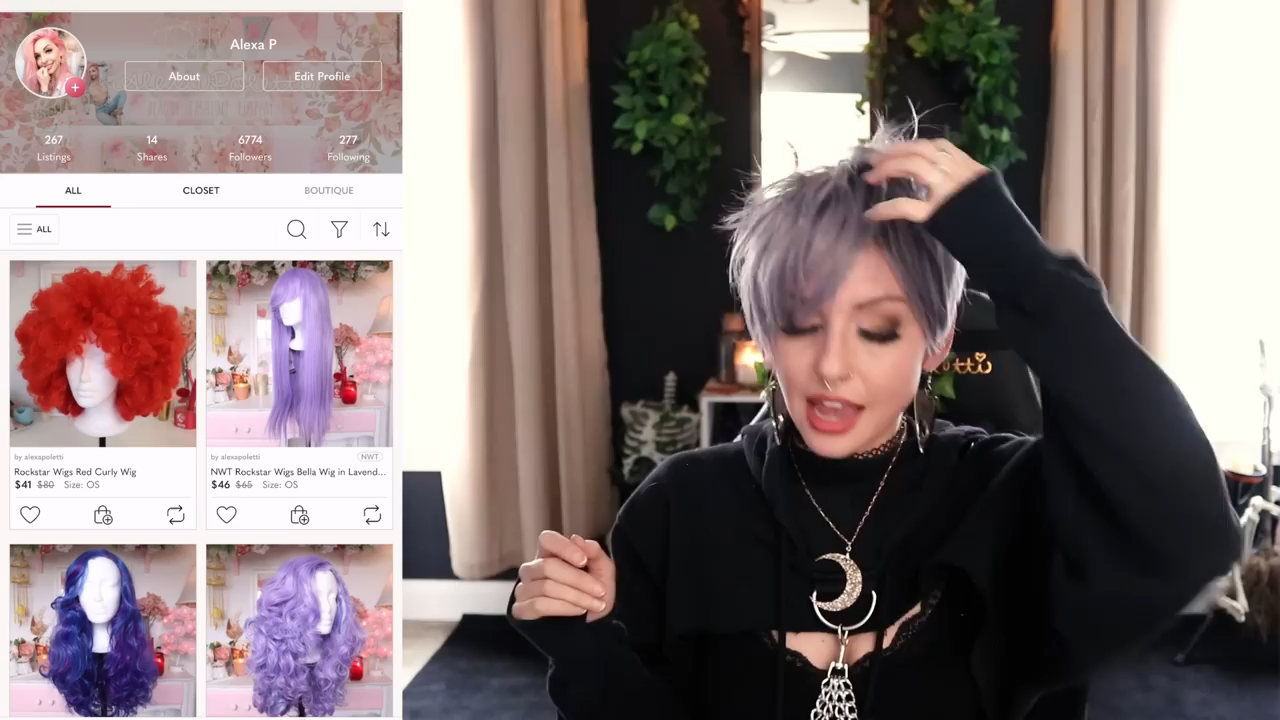 Alexa P
About
Edit Profile
267
14
6774
277
Listings
Shares
Followers
Following
ALL
CLOSET
BOUTIQUE
ALL
by alexapoletti
Rockstar Wigs Red Curly Wig
$41 $80 Size: OS
by alexapoletti
NWT
NWT Rockstar Wigs Bella Wig in Lavend...
$46 $65 Size: OS